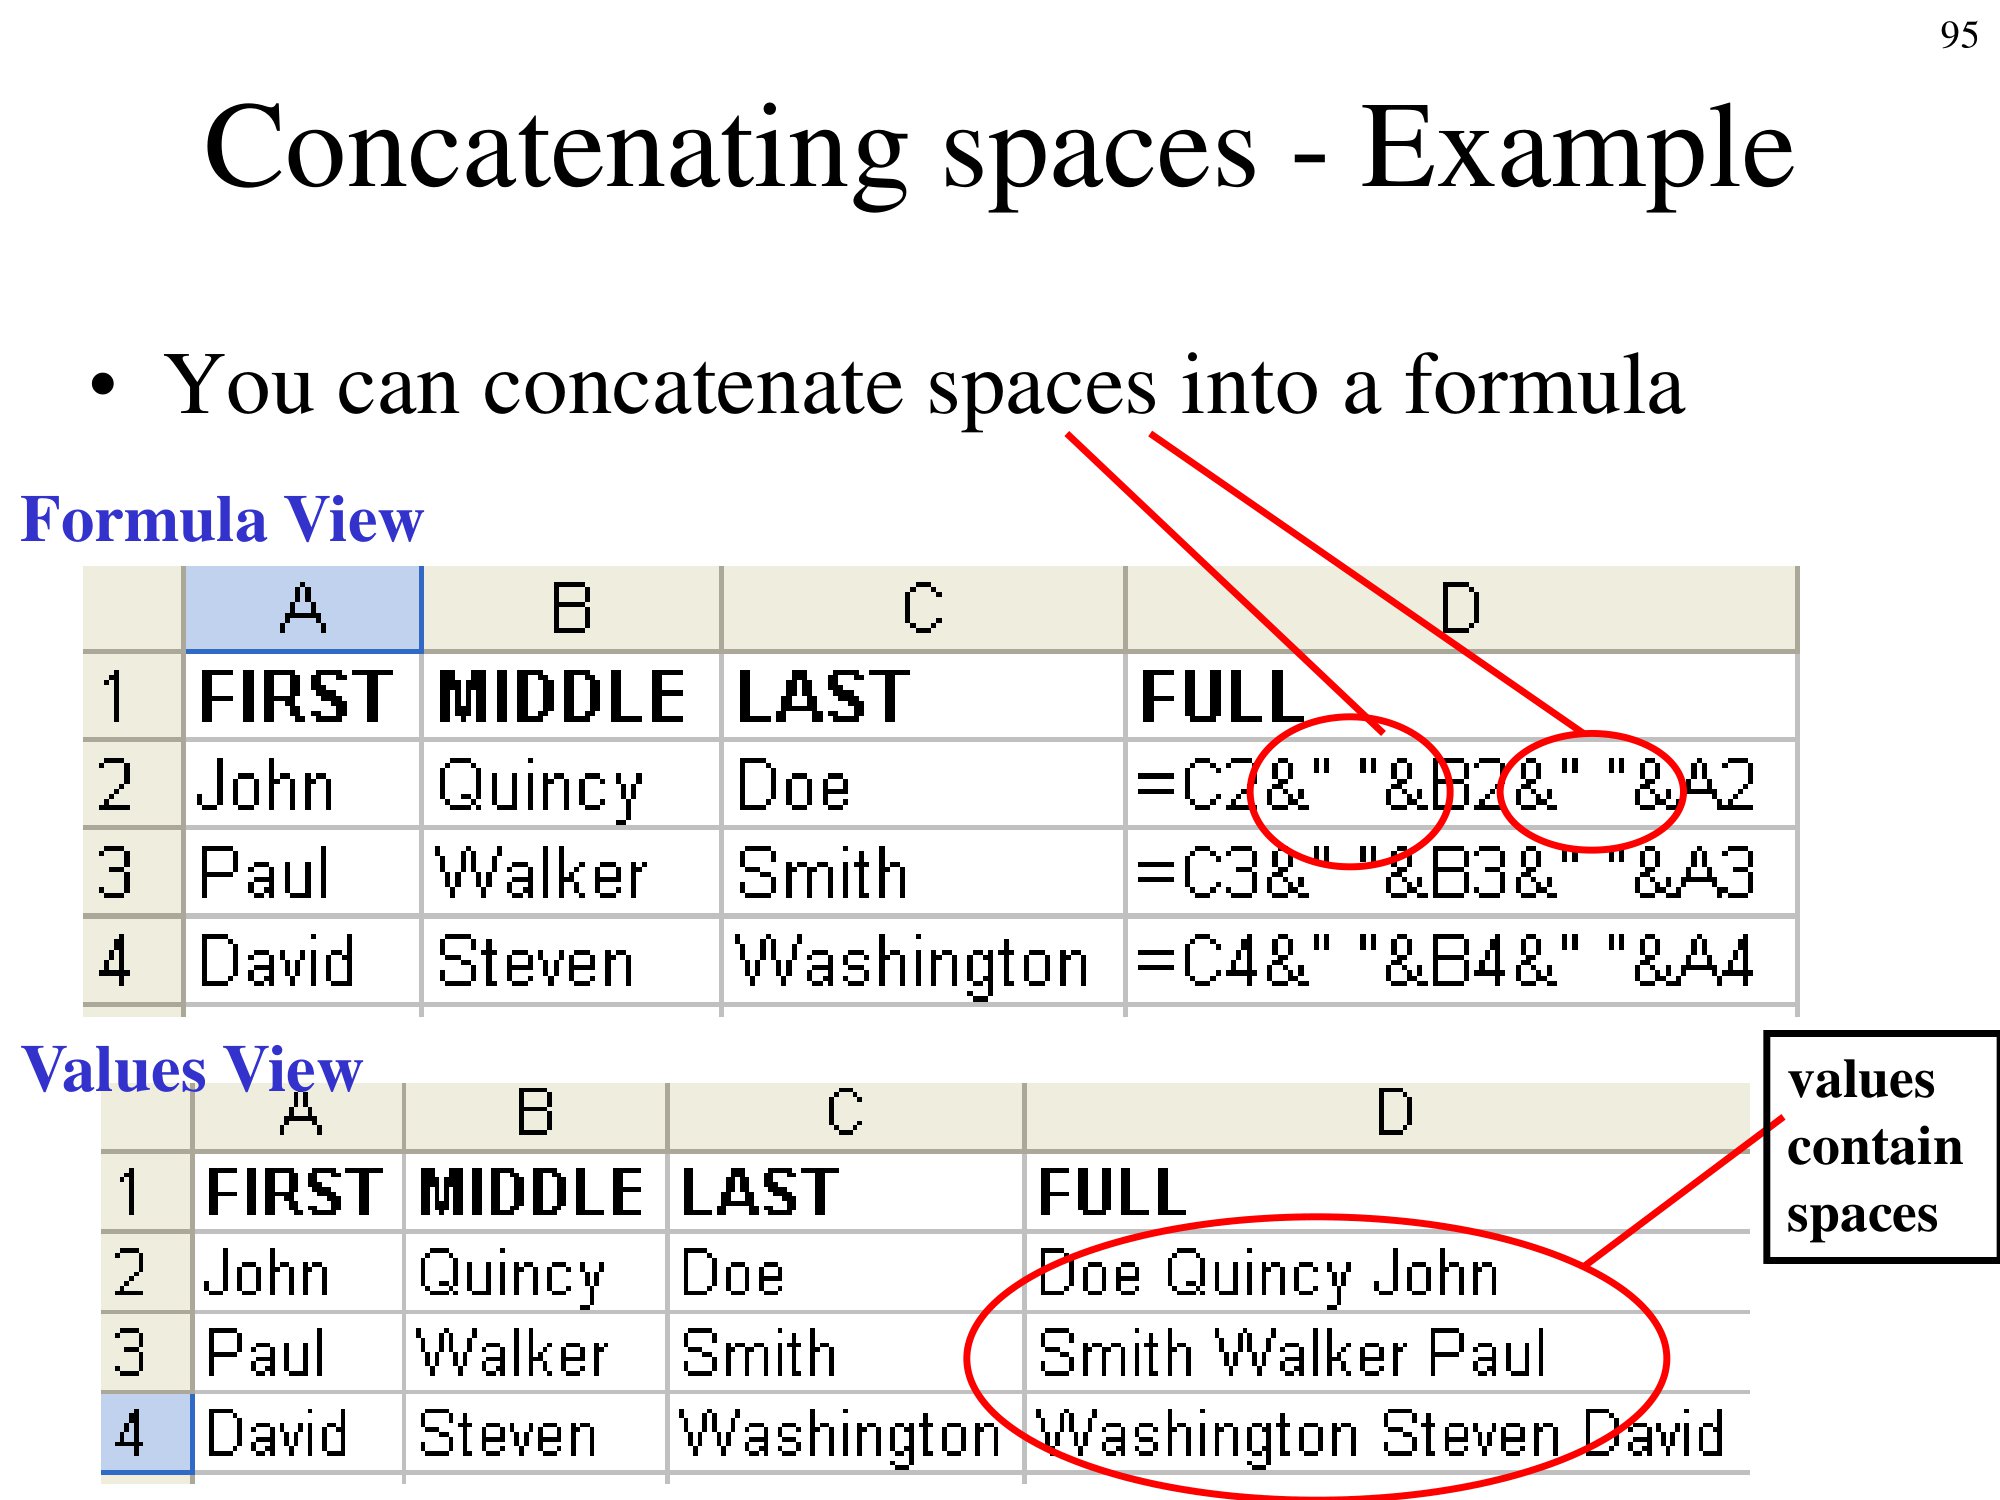 95
Concatenating spaces - Example
• You can concatenate spaces into a formula
Formula View
A B C D
1 FIRST MIDDLE LAST FULL
2 John Quincy Doe =C2&" "&B2&" "&A2
3 Paul Walker Smith =C3&" "&B3&" "&A3
4 David Steven Washington =C4&" "&B4&" "&A4
Values View
A B C D
1 FIRST MIDDLE LAST FULL
2 John Quincy Doe Doe Quincy John
3 Paul Walker Smith Smith Walker Paul
4 David Steven Washington Washington Steven David
values
contain
spaces